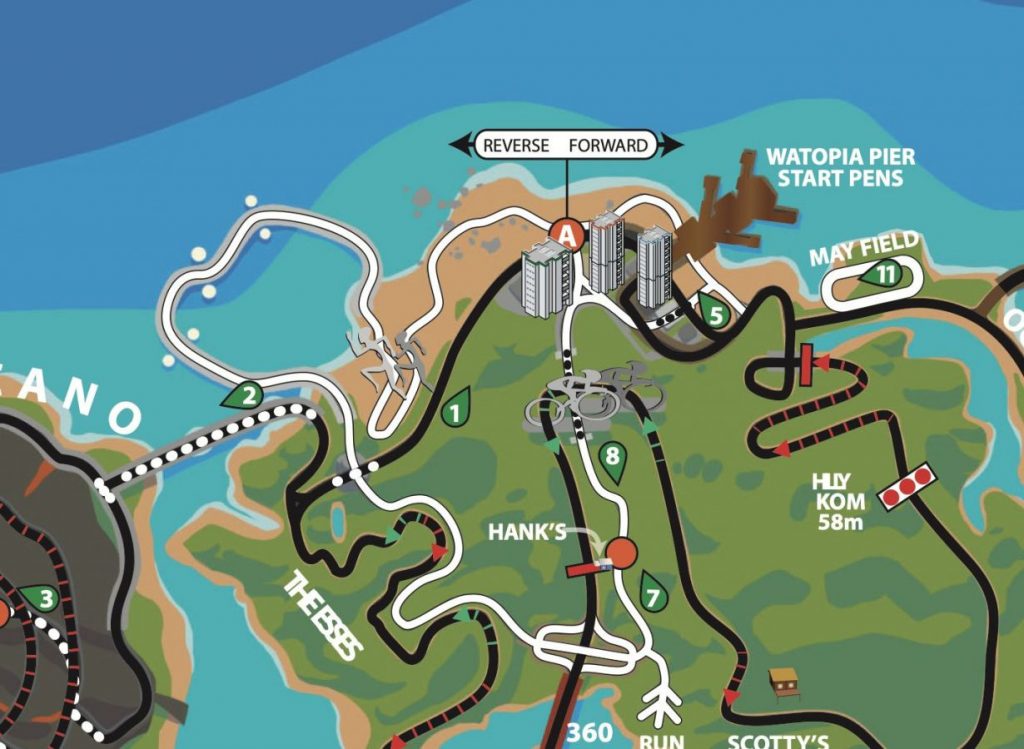 REVERSE FORWARD
WATOPIA PIER
START PENS
A
MAY FIELD
11
5
2
1
CANO
8
HILLY
KOM
58m
HANK'S
3
THE ESSES
7
360
RUN
SCOTTY'S